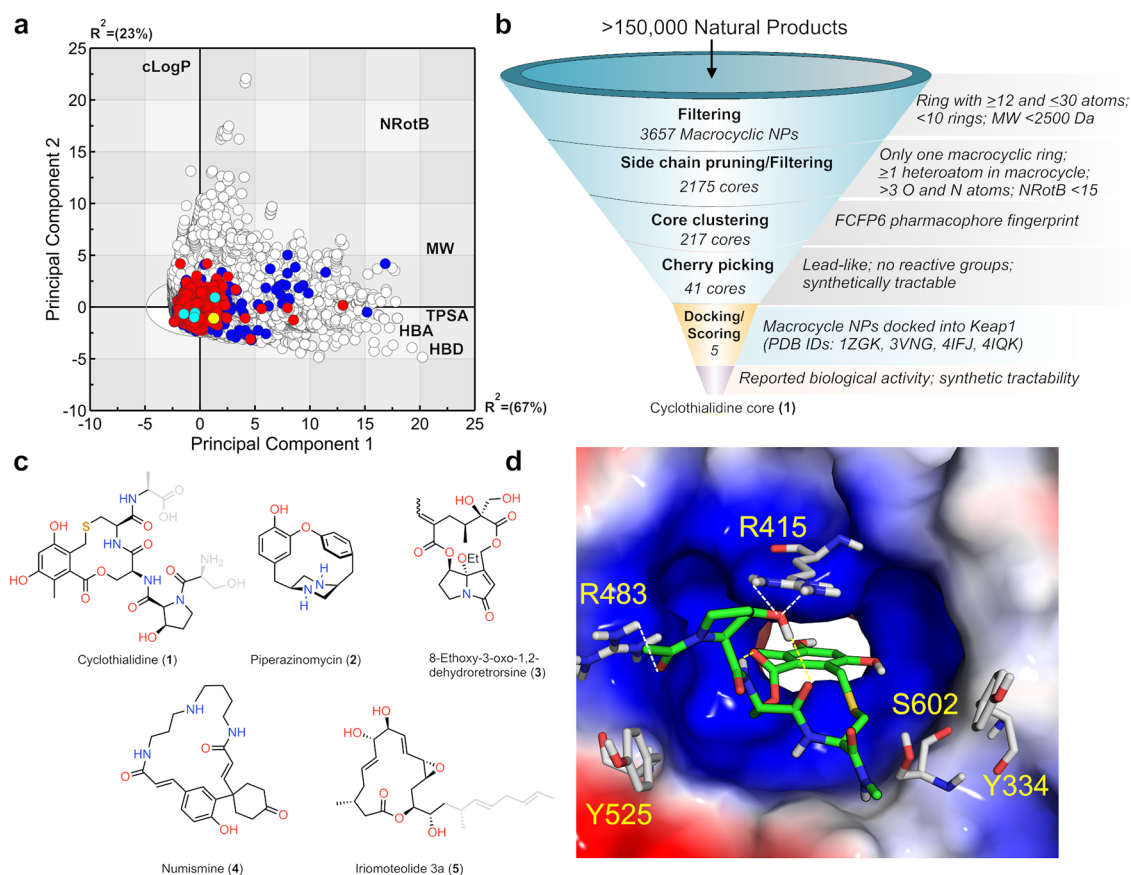 a
R²=(23%)
cLogP
NRotB
MW
TPSA
HBA
HBD
25
20
15
10
5
0
-5
-10
-10
-5
0
5
10
15
20
25
R²=(67%)
Principal Component 2
Principal Component 1
b
>150,000 Natural Products
Filtering
3657 Macrocyclic NPs
Ring with ≥12 and ≤30 atoms;
<10 rings; MW <2500 Da
Side chain pruning/Filtering
2175 cores
Only one macrocyclic ring;
≥1 heteroatom in macrocycle;
>3 O and N atoms; NRotB <15
Core clustering
217 cores
FCFP6 pharmacophore fingerprint
Cherry picking
41 cores
Lead-like; no reactive groups;
synthetically tractable
Docking/
Scoring
5
Macrocycle NPs docked into Keap1
(PDB IDs: 1ZGK, 3VNG, 4IFJ, 4IQK)
Reported biological activity; synthetic tractability
Cyclothialidine core (1)
c
HN
O
OH
OH
S
O
HN
O
NH2
HO
O
O
NH
OH
O
N
O
HO
Cyclothialidine (1)
OH
O
H
N
N
H
Piperazinomycin (2)
HO
OH
O
O
O
OEt
O
N
O
8-Ethoxy-3-oxo-1,2-
dehydroretrorsine (3)
NH
HN
NH
O
O
OH
O
Numismine (4)
HO
HO
O
O
O
OH
Iriomoteolide 3a (5)
d
R415
R483
S602
Y525
Y334